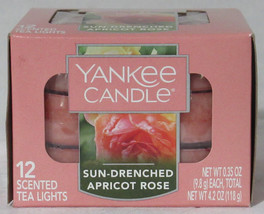 12 SCENTED
TEA LIGHTS
YANKEE
CANDLE®
SUN-DRENCHED
APRICOT ROSE
12
SCENTED
TEA LIGHTS
NET WT 0.35 OZ
(9.8 g) EACH, TOTAL
NET WT 4.2 OZ (118 g)